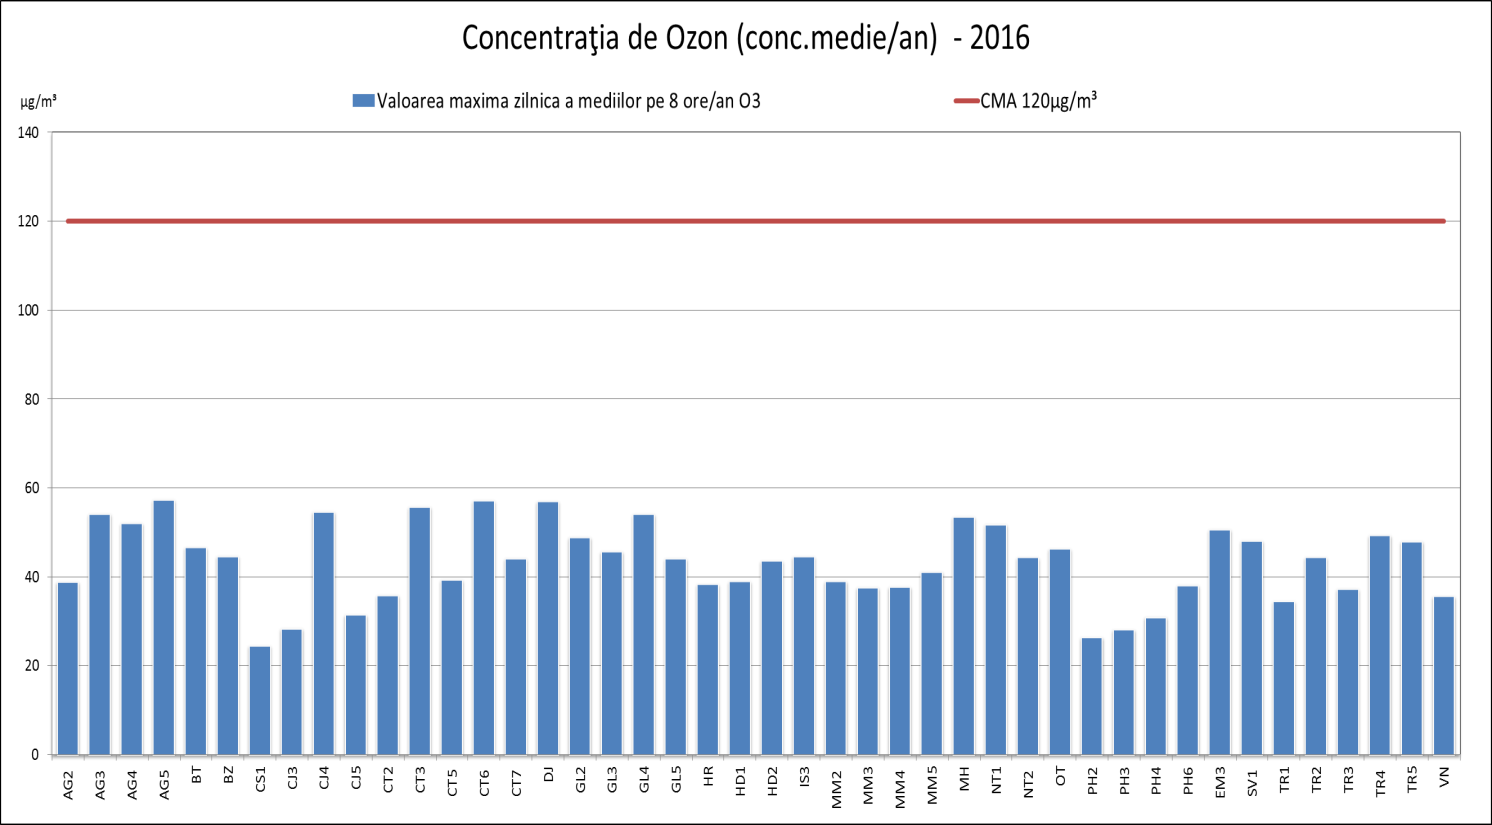 Concentraţia de Ozon (conc.medie/an)  - 2016
µg/m³
Valoarea maxima zilnica a mediilor pe 8 ore/an O3
CMA 120µg/m³
140
120
100
80
60
40
20
0
AG2
AG3
AG4
AG5
BT
BZ
CS1
CJ3
CJ4
CJ5
CT2
CT3
CT5
CT6
CT7
DJ
GL2
GL3
GL4
GL5
HR
HD1
HD2
IS3
MM2
MM3
MM4
MM5
MH
NT1
NT2
OT
PH2
PH3
PH4
PH6
EM3
SV1
TR1
TR2
TR3
TR4
TR5
VN